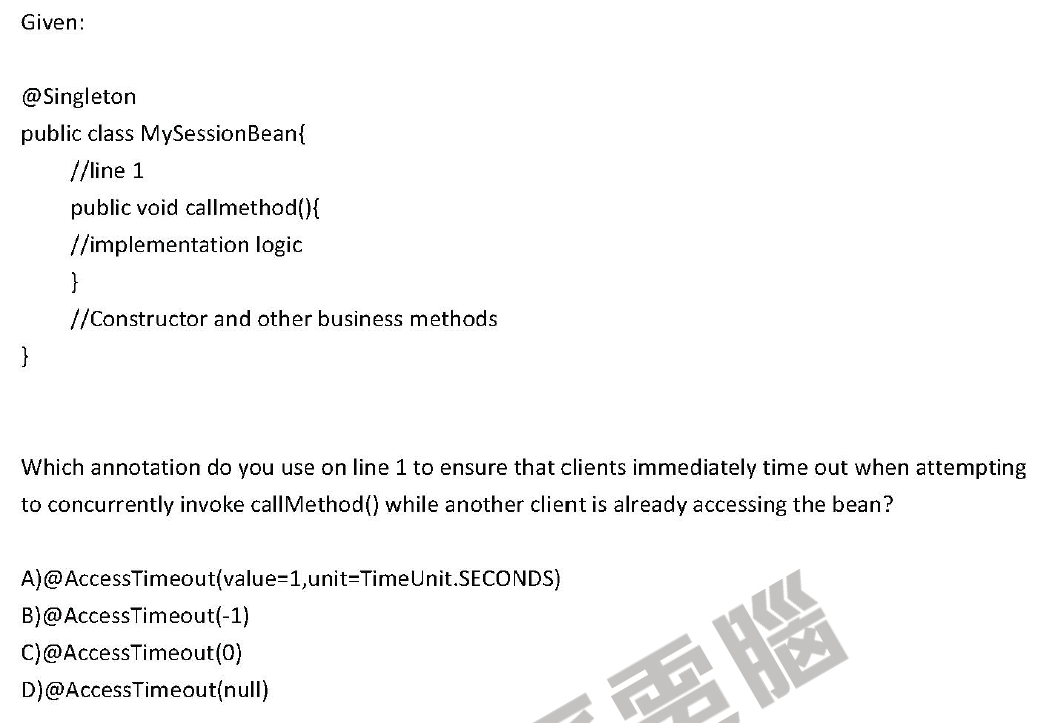 Given:
@Singleton
public class MySessionBean{
//line 1
public void callmethod(){
//implementation logic
}
//Constructor and other business methods
}
Which annotation do you use on line 1 to ensure that clients immediately time out when attempting
to concurrently invoke callMethod() while another client is already accessing the bean?
A)@AccessTimeout(value=1,unit=TimeUnit.SECONDS)
B)@AccessTimeout(-1)
C)@AccessTimeout(0)
D)@AccessTimeout(null)
電腦